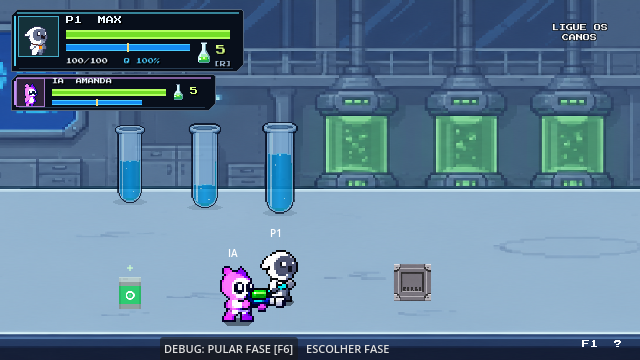 P1 MAX
5
100/100 Q 100%
[R]
IA AMANDA
5
LIGUE OS
CANOS
P1
IA
DEBUG: PULAR FASE [F6] ESCOLHER FASE
F1 ?